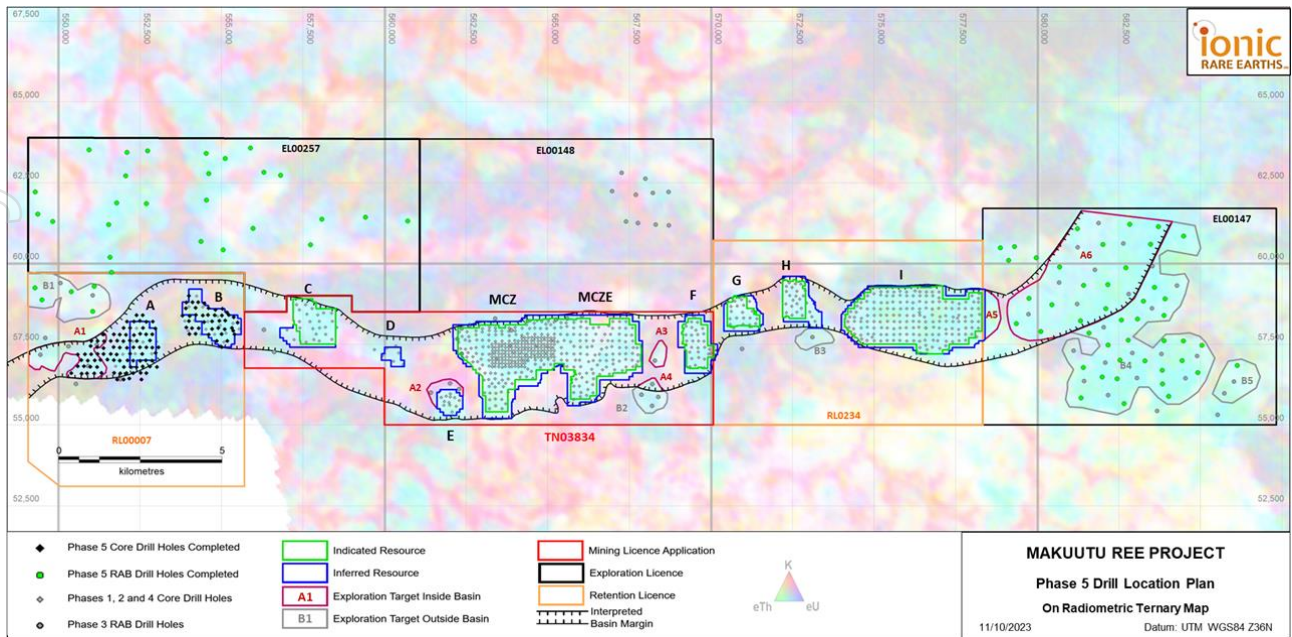 67,500
550,000
552,500
555,000
557,500
560,000
562,500
565,000
567,500
570,000
572,500
575,000
577,500
580,000
582,500
ionic
RARE EARTHS
65,000
65,000
EL00257
EL00148
62,500
62,500
EL00147
60,000
60,000
B1
A
B
C
D
MCZ
MCZE
F
G
H
I
A6
A1
A3
A5
57,500
57,500
B3
A2
A4
B4
B5
B2
E
55,000
55,000
RL00007
TN03834
RL0234
0
5
kilometres
52,500
52,500
Phase 5 Core Drill Holes Completed
Phase 5 RAB Drill Holes Completed
Phases 1, 2 and 4 Core Drill Holes
Phase 3 RAB Drill Holes
Indicated Resource
Inferred Resource
A1 Exploration Target Inside Basin
B1 Exploration Target Outside Basin
Mining Licence Application
Exploration Licence
Retention Licence
Interpreted
Basin Margin
K
eTh eU
MAKUUTU REE PROJECT
Phase 5 Drill Location Plan
On Radiometric Ternary Map
11/10/2023 Datum: UTM WGS84 Z36N